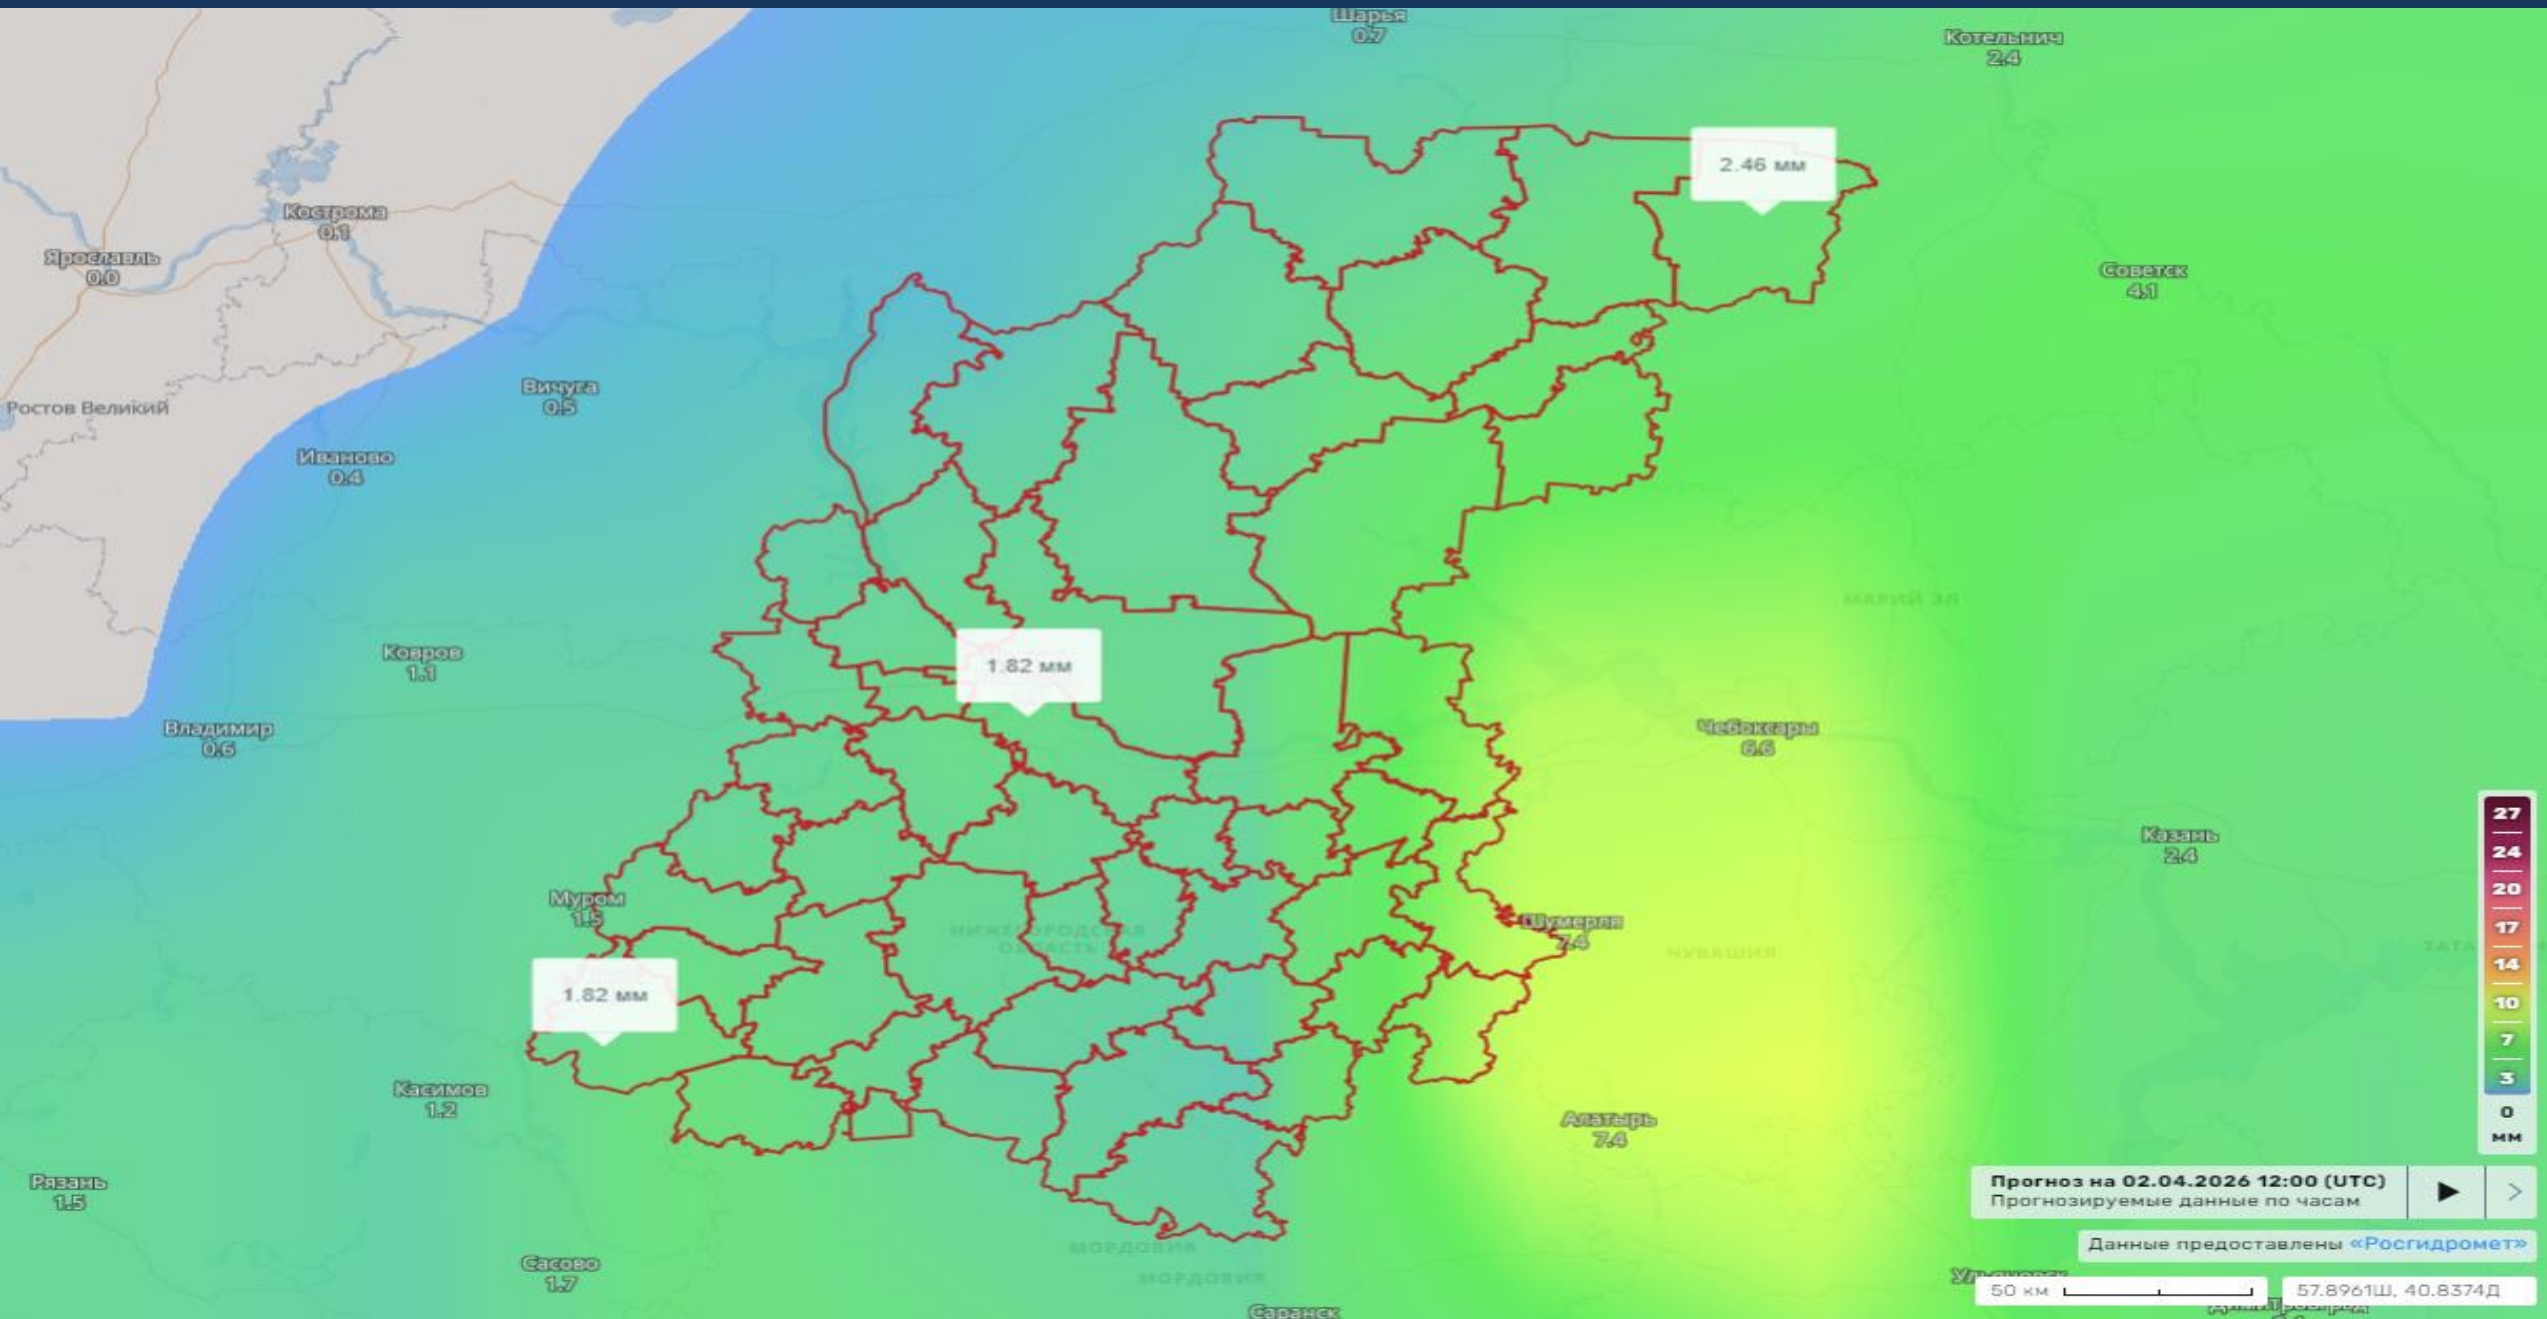 Шарья
0.7
Котельнич
2.4
2.46 мм
Кострома
0.1
Ярославль
0.0
Советск
4.1
Вичуга
0.5
Ростов Великий
Иваново
0.4
МАРИЙ ЭЛ
Ковров
1.1
1.82 мм
Владимир
0.6
Чебоксары
6.6
Казань
2.4
Муром
1.5
НИЖЕГОРОДСКАЯ
ОБЛАСТЬ
Шумерля
7.4
ЧУВАШИЯ
ТАТА
1.82 мм
Касимов
1.2
Алатырь
7.4
Рязань
1.5
МОРДОВИЯ
МОРДОВИЯ
Сасово
1.7
Саранск
27
24
20
17
14
10
7
3
0
мм
Прогноз на 02.04.2026 12:00 (UTC)
Прогнозируемые данные по часам
Данные предоставлены «Росгидромет»
Ульяновск
50 км
57.8961Ш, 40.8374Д